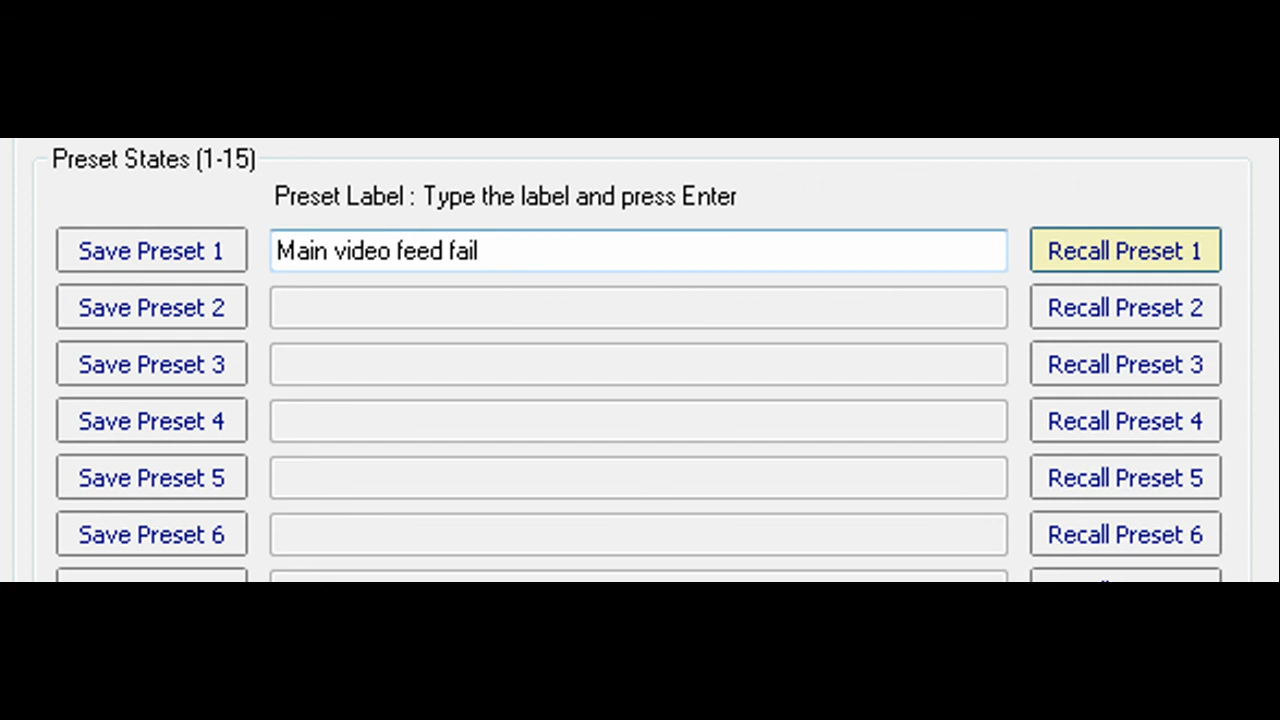 Preset States (1-15)
Preset Label : Type the label and press Enter
Save Preset 1 Main video feed fail Recall Preset 1
Save Preset 2 Recall Preset 2
Save Preset 3 Recall Preset 3
Save Preset 4 Recall Preset 4
Save Preset 5 Recall Preset 5
Save Preset 6 Recall Preset 6